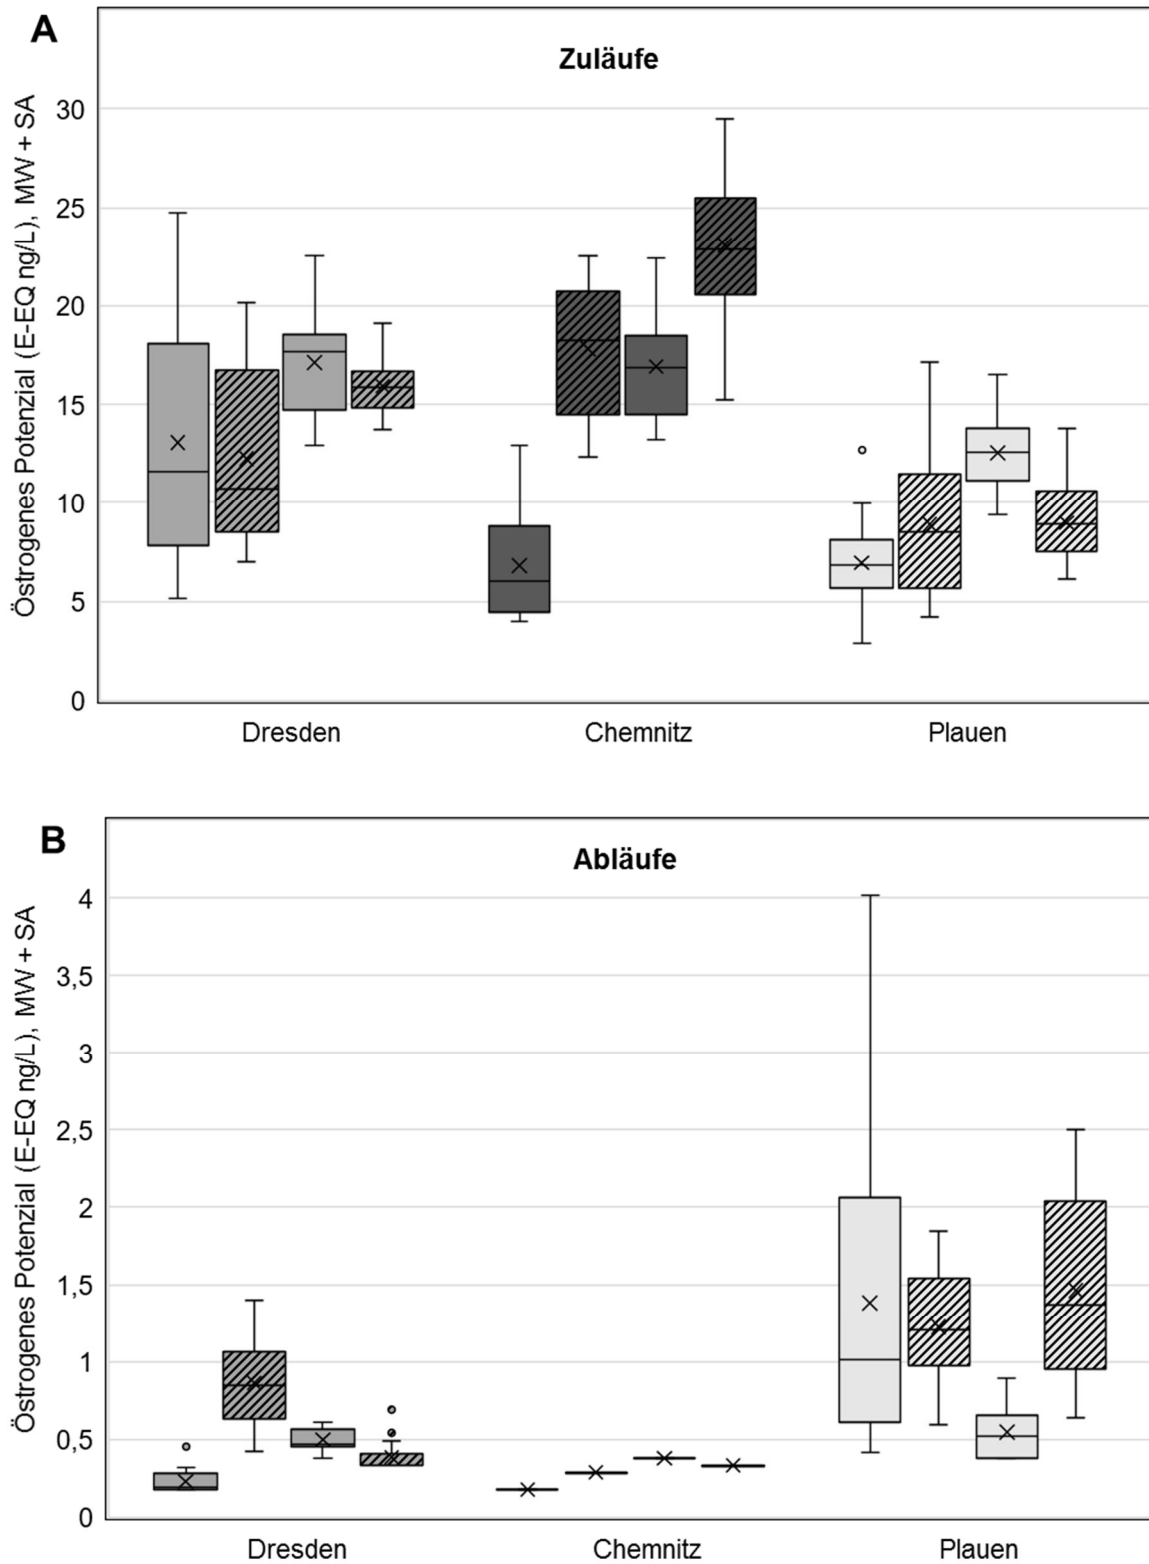 A
Zuläufe
Östrogenes Potenzial (E-EQ ng/L), MW + SA
30
25
20
15
10
5
0
Dresden Chemnitz Plauen
B
Abläufe
Östrogenes Potenzial (E-EQ ng/L), MW + SA
4
3,5
3
2,5
2
1,5
1
0,5
0
Dresden Chemnitz Plauen